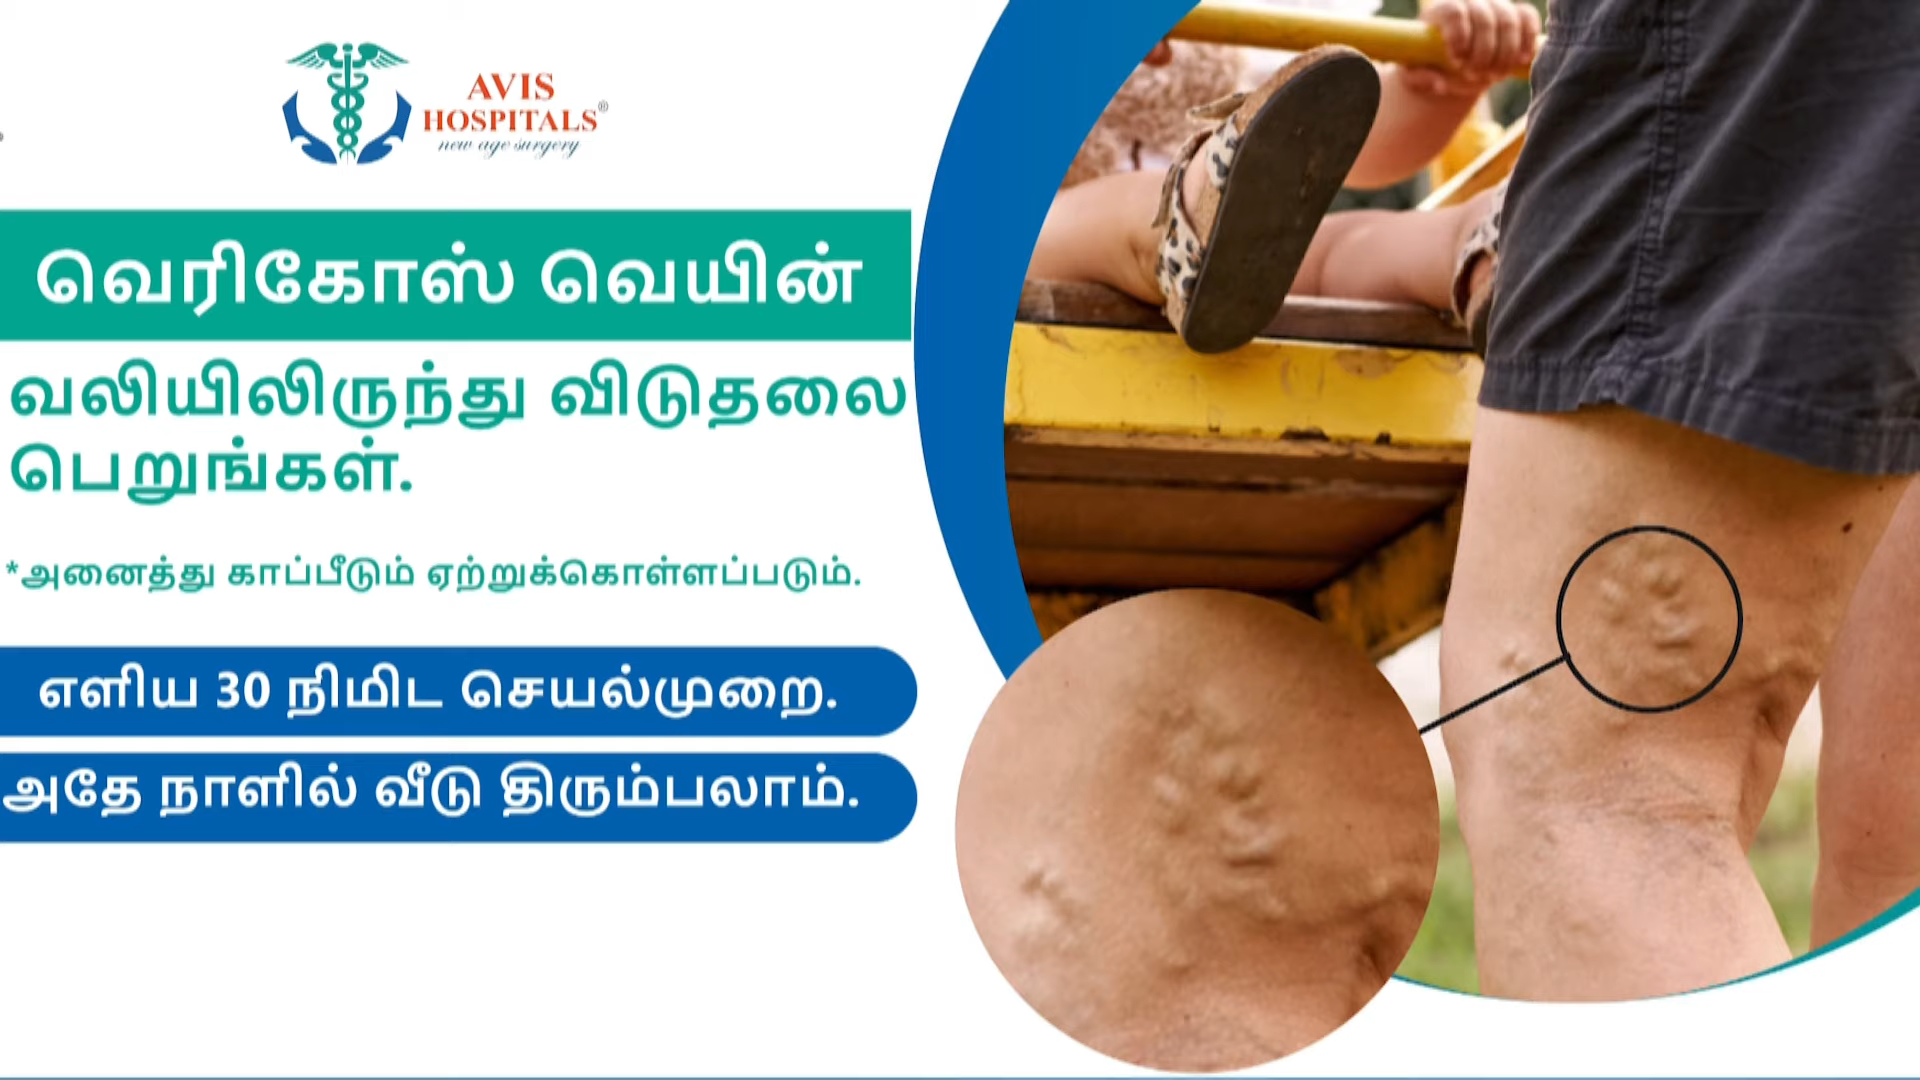 AVIS
HOSPITALS®
new age surgery
வெரிகோஸ் வெயின்
வலியிலிருந்து விடுதலை
பெறுங்கள்.
*அனைத்து காப்பீடும் ஏற்றுக்கொள்ளப்படும்.
எளிய 30 நிமிட செயல்முறை.
அதே நாளில் வீடு திரும்பலாம்.